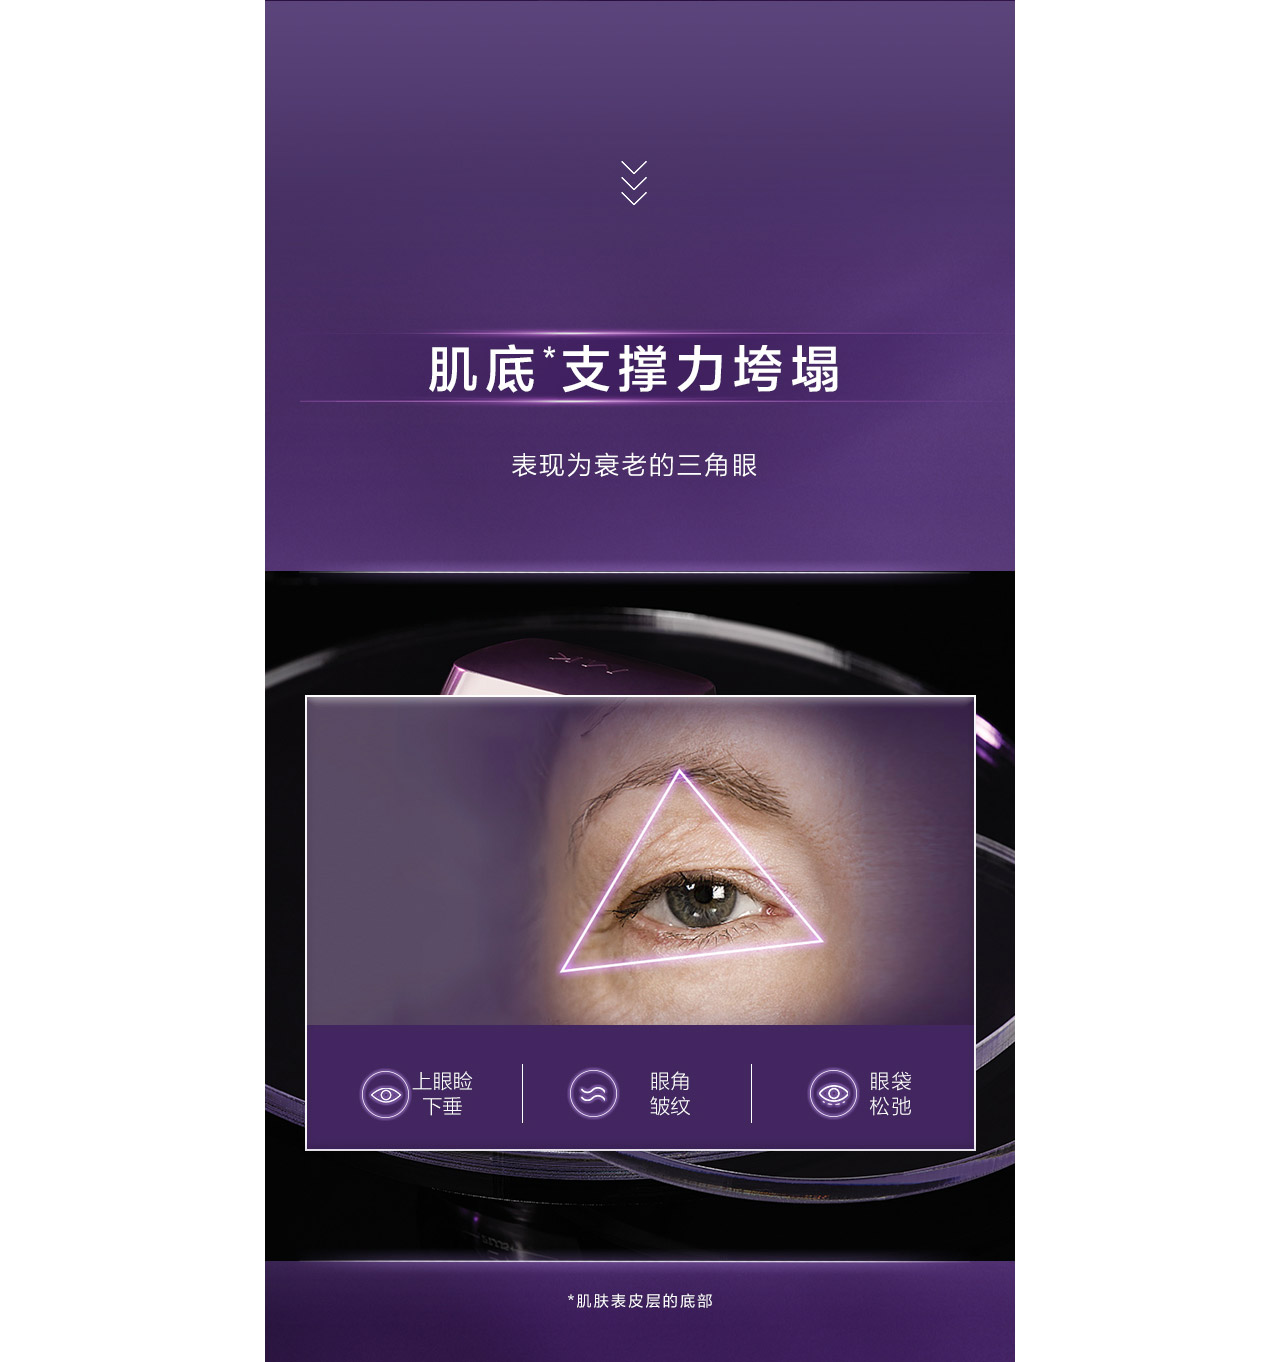 肌底*支撑力垮塌
表现为衰老的三角眼
上眼睑
下垂
眼角
皱纹
眼袋
松弛
*肌肤表皮层的底部